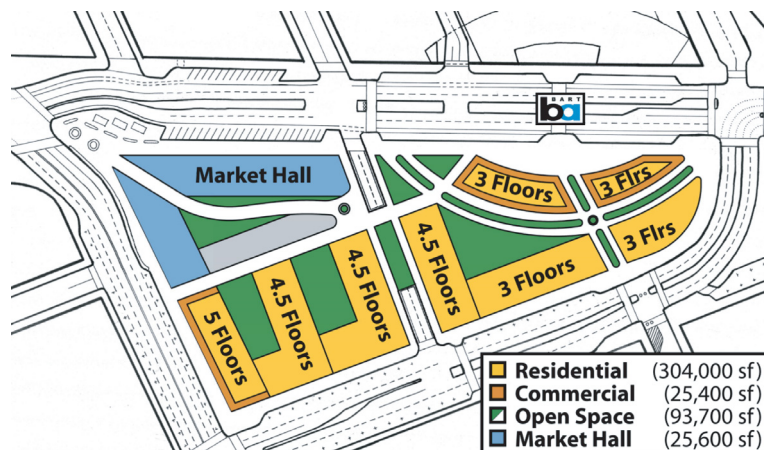 BART
ba
Market Hall
3 Floors
3 Flrs
4.5 Floors
4.5 Floors
4.5 Floors
5 Floors
3 Floors
3 Flrs
Residential (304,000 sf)
Commercial (25,400 sf)
Open Space (93,700 sf)
Market Hall (25,600 sf)